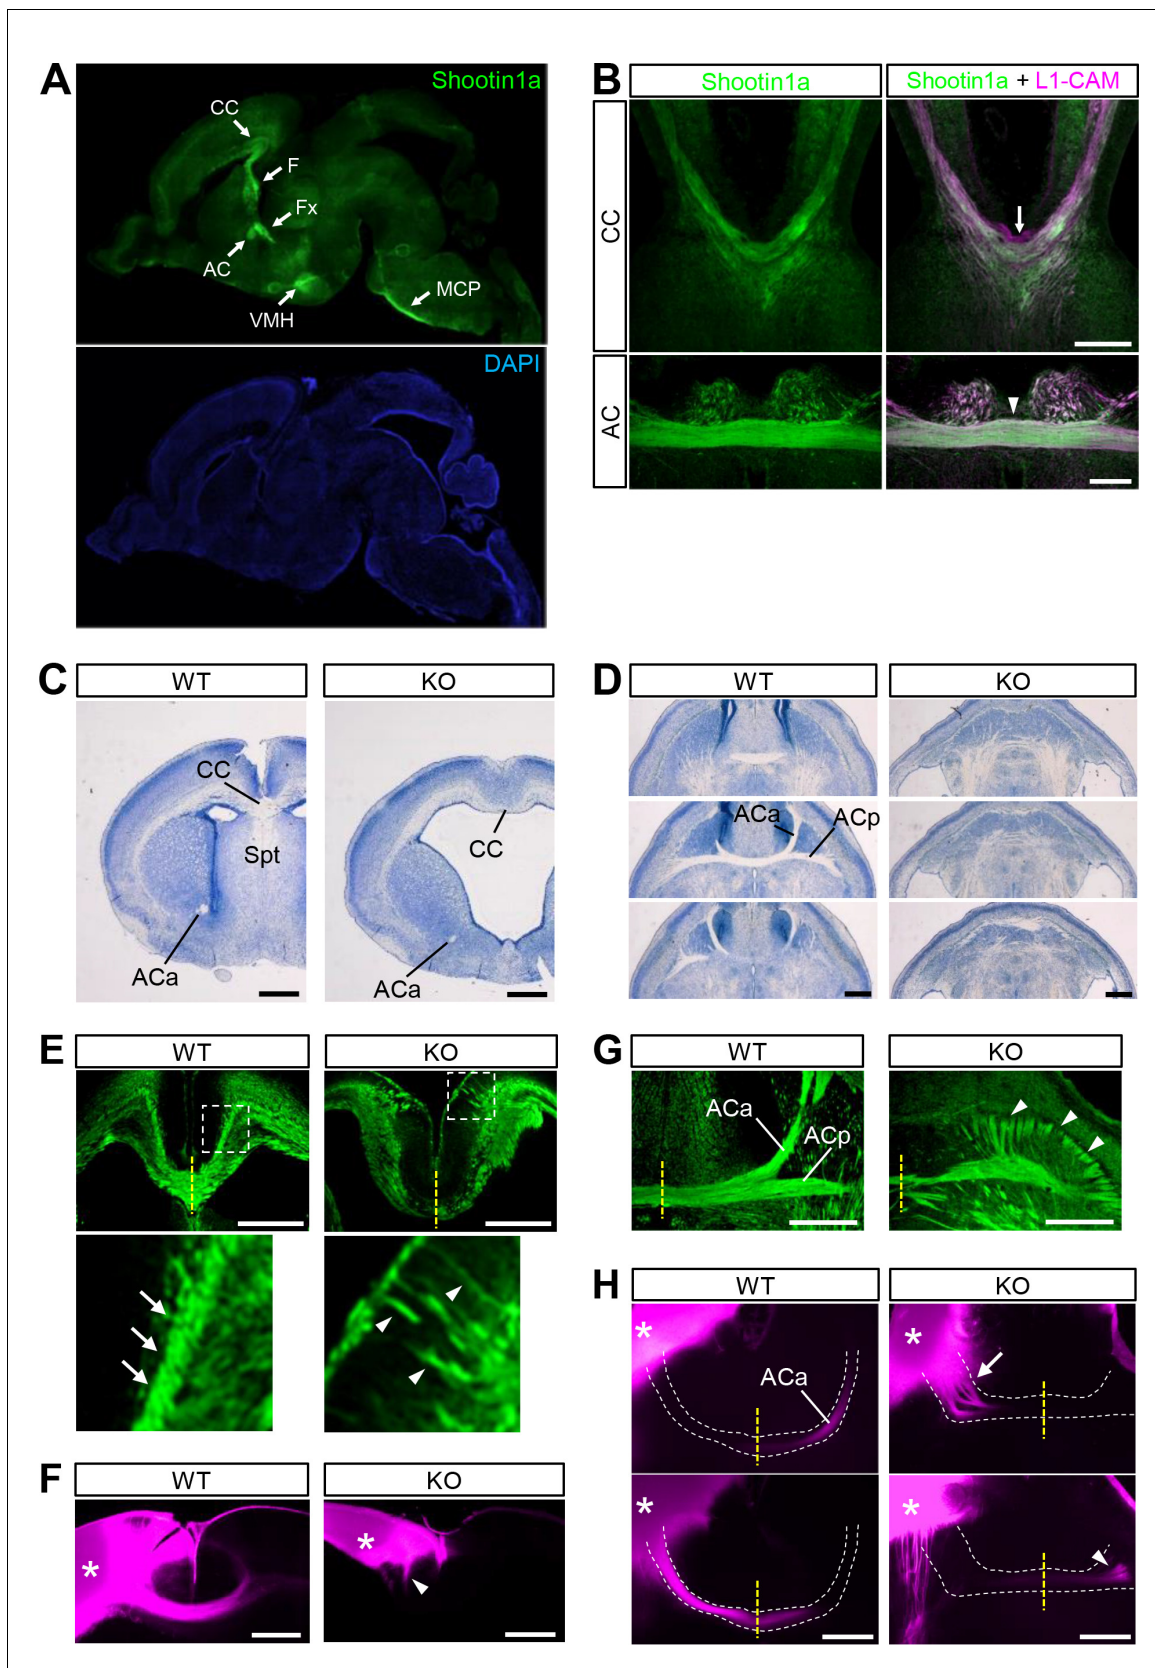 A
Shootin1a
CC
F
Fx
AC
VMH
MCP
DAPI
B
Shootin1a
Shootin1a + L1-CAM
CC
AC
C
WT
KO
CC
Spt
ACa
CC
ACa
D
WT
KO
ACa
ACp
E
WT
KO
G
WT
KO
ACa
ACp
F
WT
KO
*
*
H
WT
KO
*
*
ACa
*
*